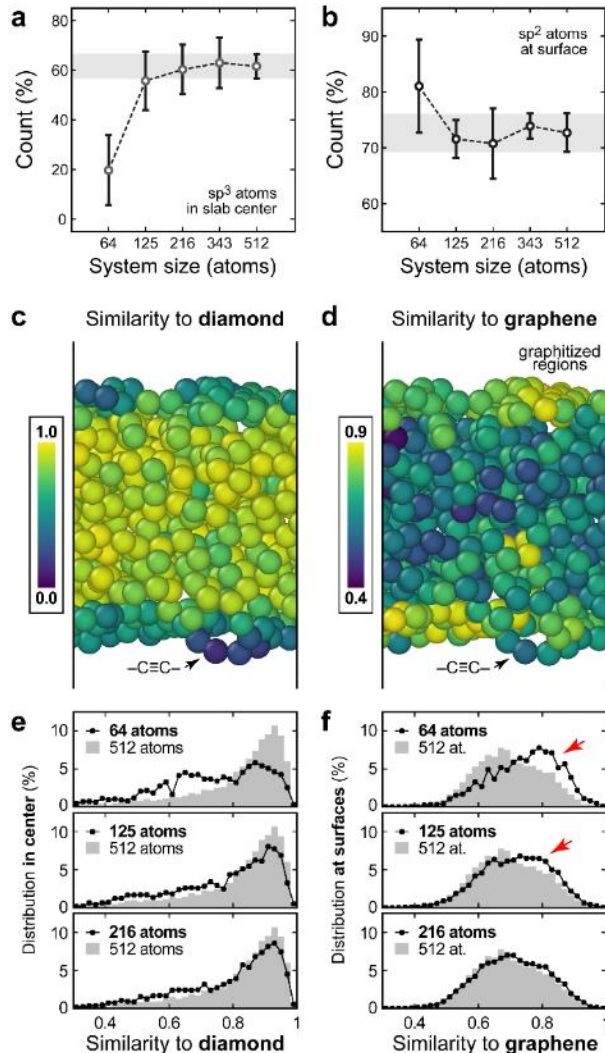 a
80
60
40
20
0
Count (%)
sp3 atoms
in slab center
64 125 216 343 512
System size (atoms)
b
90
80
70
60
Count (%)
sp2 atoms
at surface
64 125 216 343 512
System size (atoms)
c
Similarity to diamond
1.0
0.0
–C≡C–
d
Similarity to graphene
graphitized
regions
0.9
0.4
–C≡C–
e
Distribution in center (%)
10
5
0
64 atoms
512 atoms
10
5
0
125 atoms
512 atoms
10
5
0
216 atoms
512 atoms
0.4 0.6 0.8 1
Similarity to diamond
f
Distribution at surfaces (%)
10
5
0
64 atoms
512 at.
10
5
0
125 atoms
512 at.
10
5
0
216 atoms
512 at.
0.4 0.6 0.8 1
Similarity to graphene